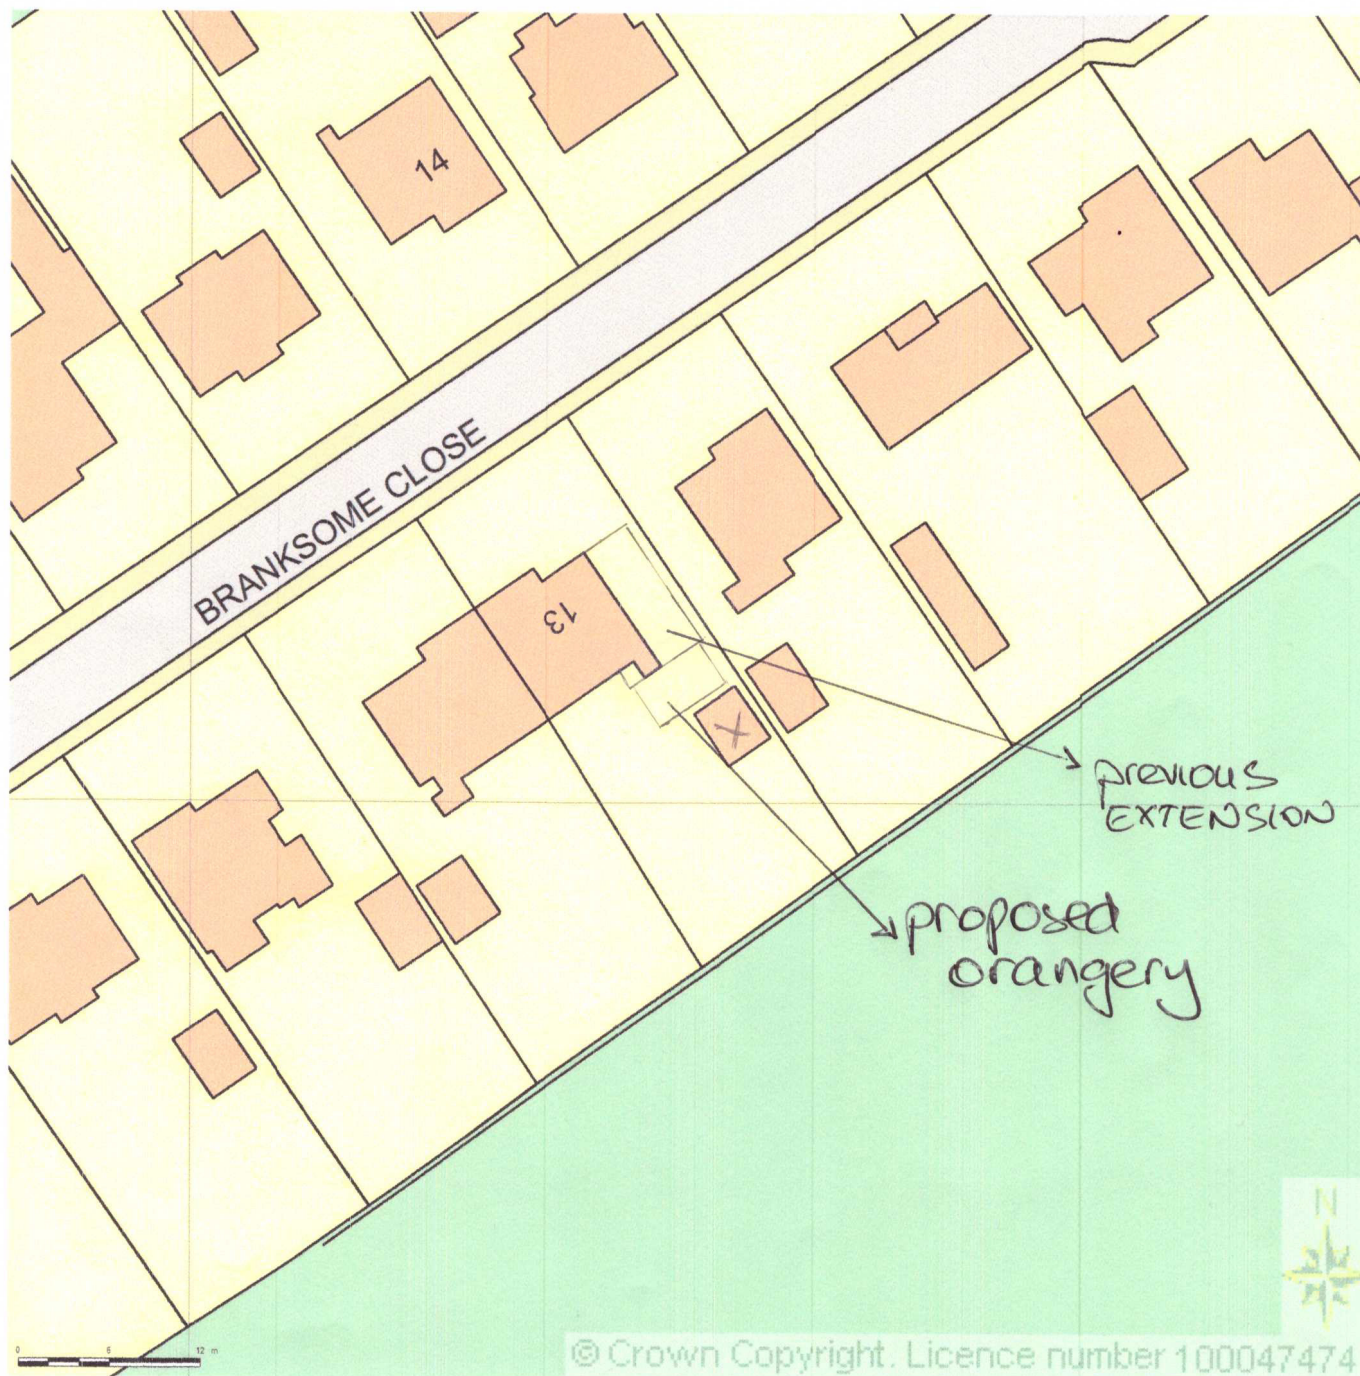 14
BRANKSOME CLOSE
13
X
previous
EXTENSION
proposed
orangery
N
0 6 12 m
© Crown Copyright. Licence number 100047474